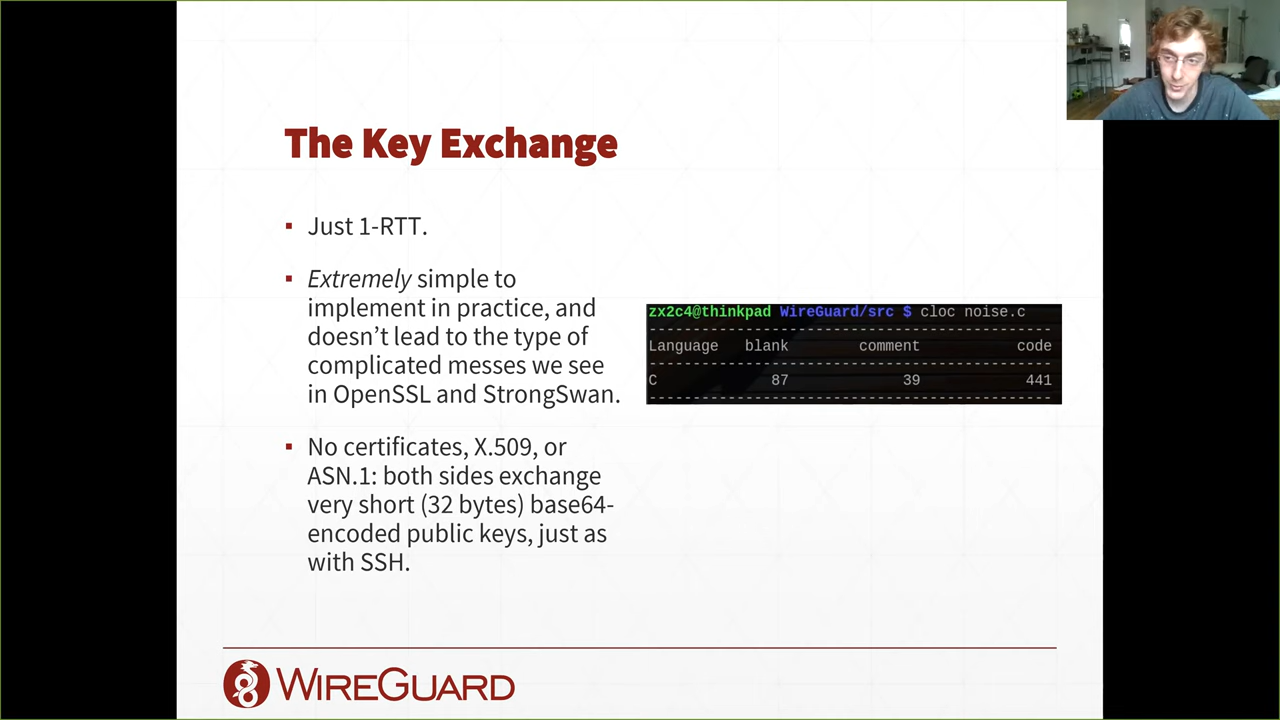 The Key Exchange
▪ Just 1-RTT.
▪ Extremely simple to
implement in practice, and
doesn’t lead to the type of
complicated messes we see
in OpenSSL and StrongSwan.
▪ No certificates, X.509, or
ASN.1: both sides exchange
very short (32 bytes) base64-
encoded public keys, just as
with SSH.
zx2c4@thinkpad WireGuard/src $ cloc noise.c
Language blank comment code
C 87 39 441
WIREGUARD